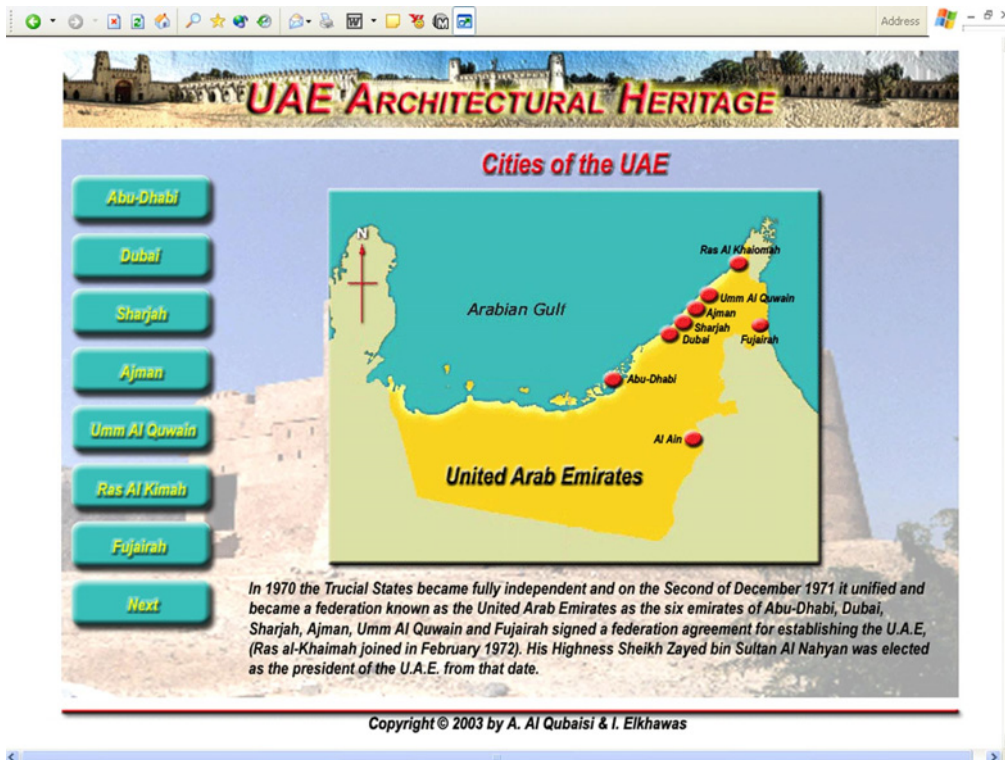 Address
UAE ARCHITECTURAL HERITAGE
Cities of the UAE
Abu-Dhabi
Dubai
Sharjah
Ajman
Umm Al Quwain
Ras Al Kimah
Fujairah
Next
N
Arabian Gulf
Ras Al Khaiomah
Umm Al Quwain
Ajman
Sharjah
Dubai
Fujairah
Abu-Dhabi
Al Ain
United Arab Emirates
In 1970 the Trucial States became fully independent and on the Second of December 1971 it unified and
became a federation known as the United Arab Emirates as the six emirates of Abu-Dhabi, Dubai,
Sharjah, Ajman, Umm Al Quwain and Fujairah signed a federation agreement for establishing the U.A.E,
(Ras al-Khaimah joined in February 1972). His Highness Sheikh Zayed bin Sultan Al Nahyan was elected
as the president of the U.A.E. from that date.
Copyright © 2003 by A. Al Qubaisi & I. Elkhawas